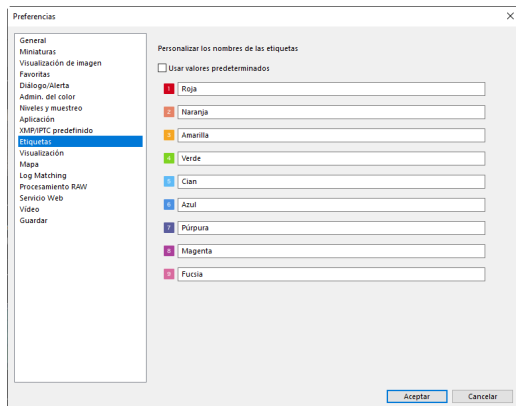 Preferencias
General
Miniaturas
Visualización de imagen
Favoritas
Diálogo/Alerta
Admin. del color
Niveles y muestreo
Aplicación
XMP/IPTC predefinido
Etiquetas
Visualización
Mapa
Log Matching
Procesamiento RAW
Servicio Web
Vídeo
Guardar
Personalizar los nombres de las etiquetas
Usar valores predeterminados
1 Roja
2 Naranja
3 Amarilla
4 Verde
5 Cian
6 Azul
7 Púrpura
8 Magenta
9 Fucsia
Aceptar Cancelar